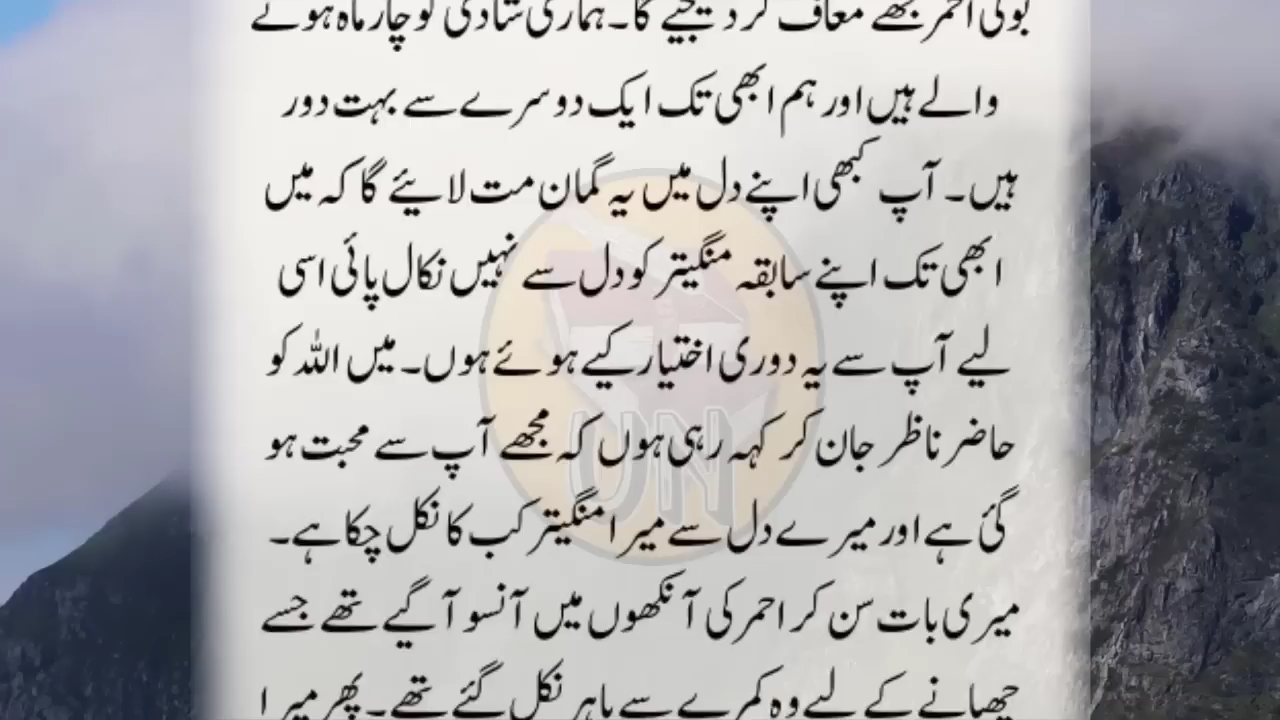 بولی احمر مجھے معاف کر دیجیے گا۔ ہماری شادی کو چار ماہ ہونے
والے ہیں اور ہم ابھی تک ایک دوسرے سے بہت دور
ہیں۔ آپ کبھی اپنے دل میں یہ گمان مت لائیے گا کہ میں
ابھی تک اپنے سابقہ منگیتر کو دل سے نہیں نکال پائی اسی
لیے آپ سے یہ دوری اختیار کیے ہوئے ہوں۔ میں اللہ کو
حاضر ناظر جان کر کہہ رہی ہوں کہ مجھے آپ سے محبت ہو
گئ ہے اور میرے دل سے میرا منگیتر کب کا نکل چکا ہے۔
میری بات سن کر احمر کی آنکھوں میں آنسو آ گیے تھے جسے
چھپانے کے لیے وہ کمرے سے باہر نکل گئے تھے۔ پھر میرا
UN